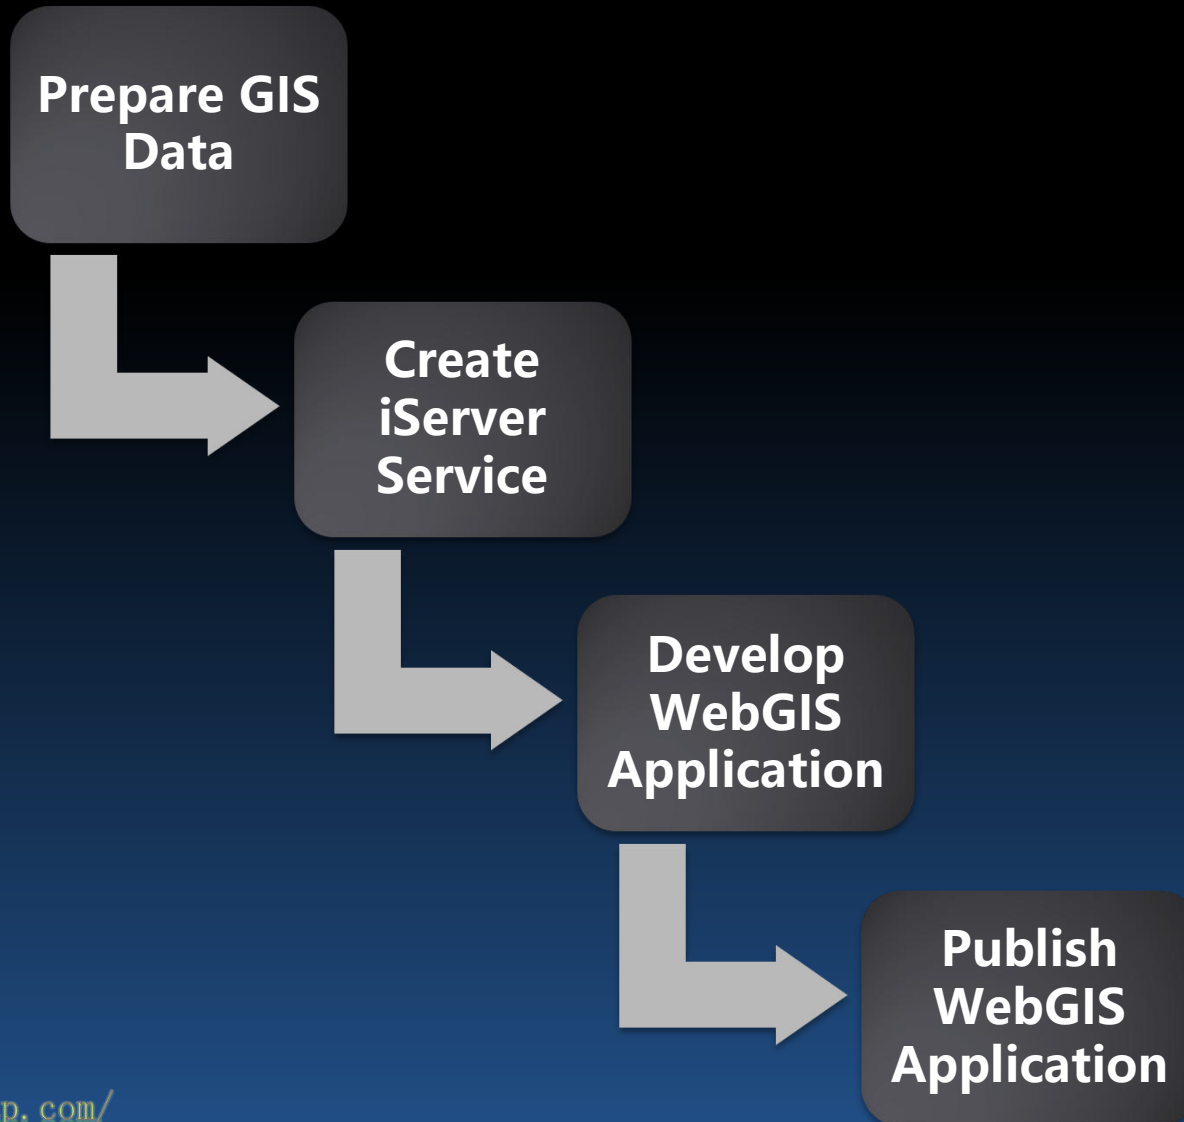 Prepare GIS
Data
Create
iServer
Service
Develop
WebGIS
Application
Publish
WebGIS
Application
p.com/